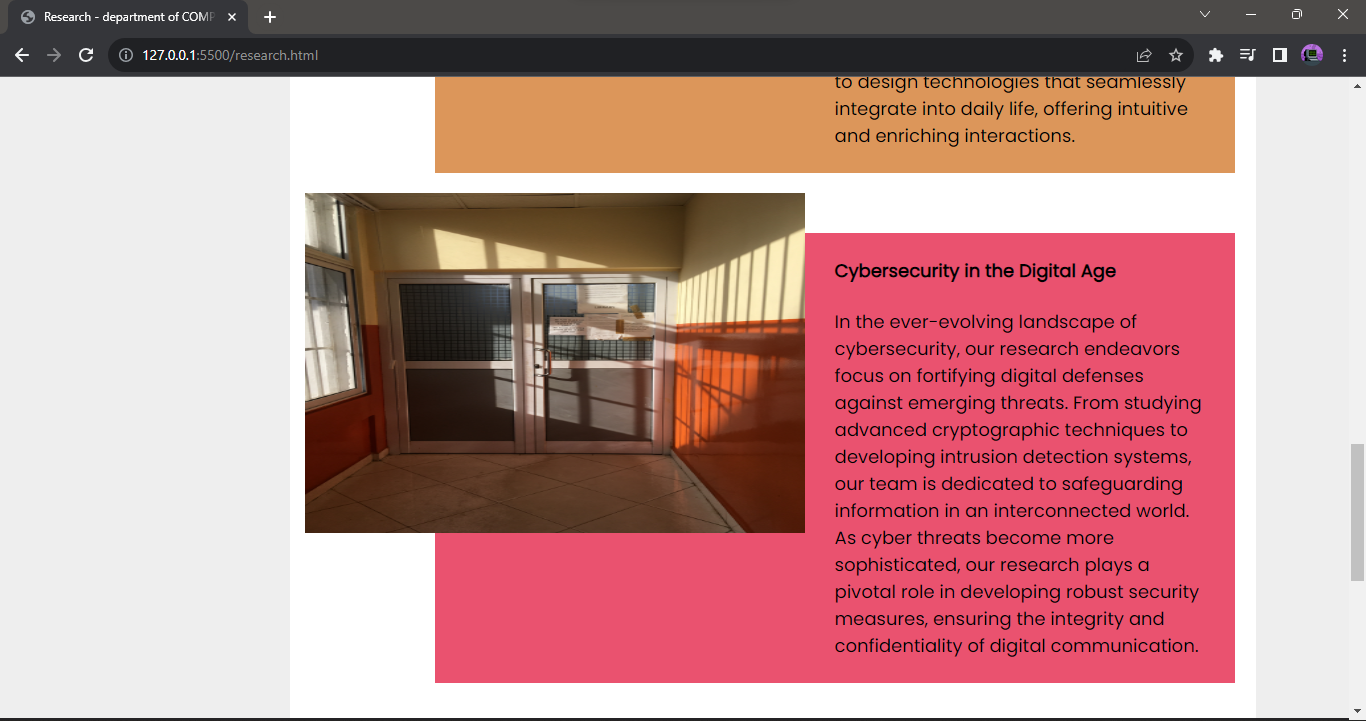 Research - department of COMP
127.0.0.1:5500/research.html
to design technologies that seamlessly
integrate into daily life, offering intuitive
and enriching interactions.
Cybersecurity in the Digital Age
In the ever-evolving landscape of
cybersecurity, our research endeavors
focus on fortifying digital defenses
against emerging threats. From studying
advanced cryptographic techniques to
developing intrusion detection systems,
our team is dedicated to safeguarding
information in an interconnected world.
As cyber threats become more
sophisticated, our research plays a
pivotal role in developing robust security
measures, ensuring the integrity and
confidentiality of digital communication.